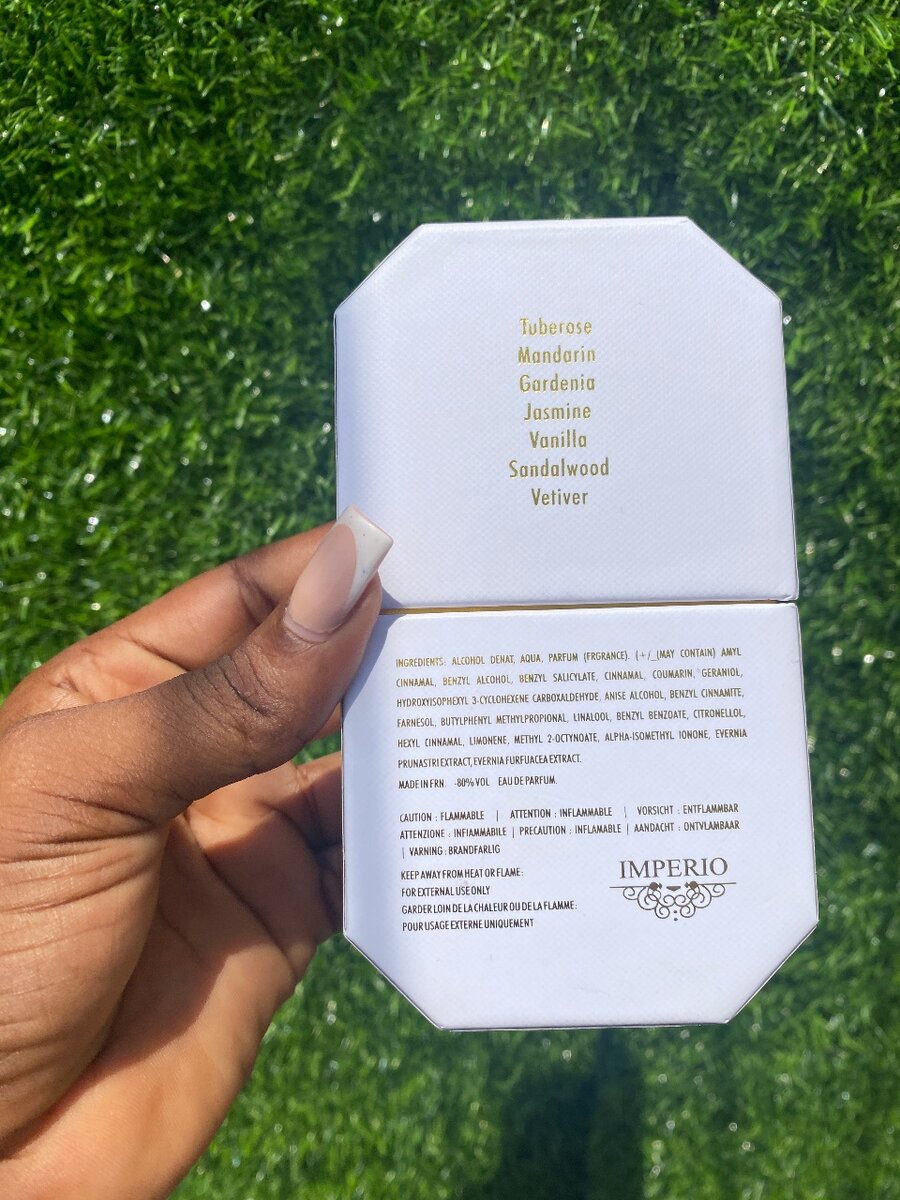 Tuberose
Mandarin
Gardenia
Jasmine
Vanilla
Sandalwood
Vetiver
INGREDIENTS: ALCOHOL DENAT, AQUA, PARFUM (FRGRANCE). (+/_(MAY CONTAIN) AMYL
CINNAMAL, BENZYL ALCOHOL, BENZYL SALICYLATE, CINNAMAL, COUMARIN, GERANIOL,
HYDROXYISOPHEXYL 3-CYCLOHEXENE CARBOXALDEHYDE, ANISE ALCOHOL, BENZYL CINNAMITE,
FARNESOL, BUTYLPHENYL METHYLPROPIONAL, LINALOOL, BENZYL BENZOATE, CITRONELLOL,
HEXYL CINNAMAL, LIMONENE, METHYL 2-OCTYNOATE, ALPHA-ISOMETHYL IONONE, EVERNIA
PRUNASTRI EXTRACT, EVERNIA FURFUACEA EXTRACT.
MADE IN FRN. -80% VOL EAU DE PARFUM.
CAUTION : FLAMMABLE | ATTENTION : INFLAMMABLE | VORSICHT : ENTFLAMMBAR
ATTENZIONE : INFIAMMABILE | PRECAUTION : INFLAMABLE | AANDACHT : ONTVLAMBAAR
| VARNING : BRANDFARLIG
KEEP AWAY FROM HEAT OR FLAME:
FOR EXTERNAL USE ONLY
GARDER LOIN DE LA CHALEUR OU DE LA FLAMME:
POUR USAGE EXTERNE UNIQUEMENT
IMPERIO